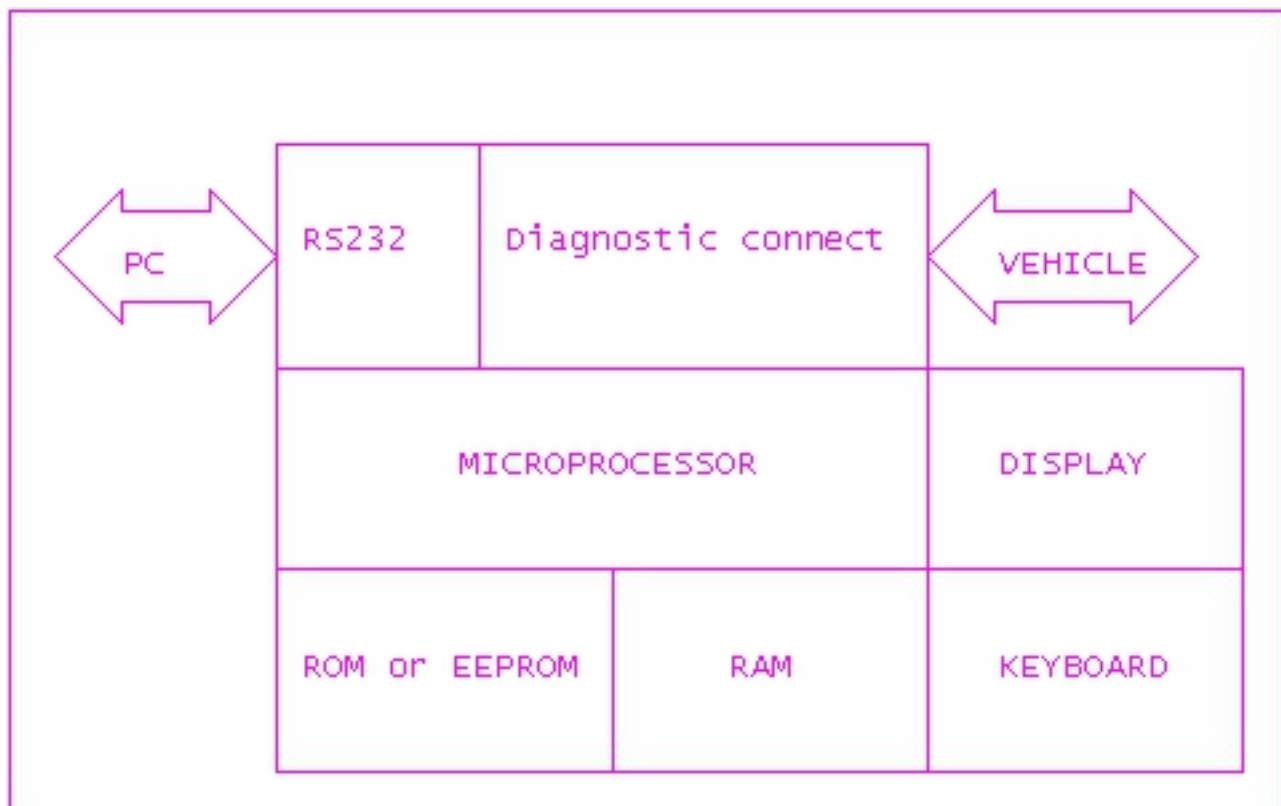 PC
RS232
Diagnostic connect
VEHICLE
MICROPROCESSOR
DISPLAY
ROM or EEPROM
RAM
KEYBOARD